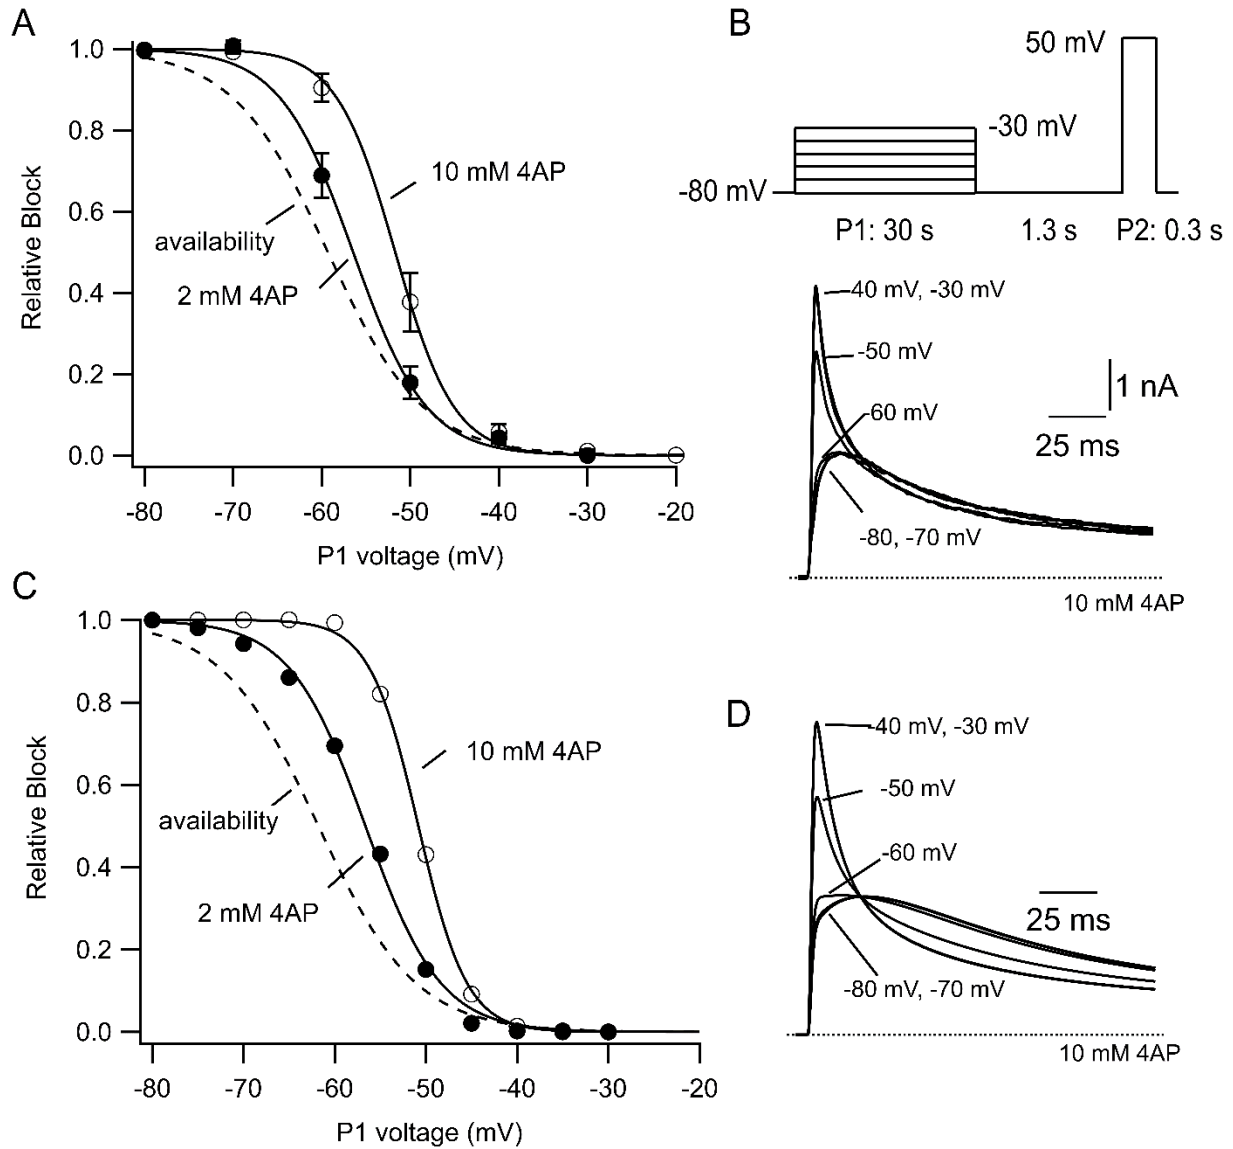 A
1.0
0.8
0.6
0.4
0.2
0.0
Relative Block
10 mM 4AP
availability
2 mM 4AP
-80 -70 -60 -50 -40 -30 -20
P1 voltage (mV)
B
50 mV
-30 mV
-80 mV
P1: 30 s 1.3 s P2: 0.3 s
-40 mV, -30 mV
-50 mV
-60 mV
-80, -70 mV
1 nA
25 ms
10 mM 4AP
C
1.0
0.8
0.6
0.4
0.2
0.0
Relative Block
10 mM 4AP
availability
2 mM 4AP
-80 -70 -60 -50 -40 -30 -20
P1 voltage (mV)
D
-40 mV, -30 mV
-50 mV
-60 mV
25 ms
-80 mV, -70 mV
10 mM 4AP